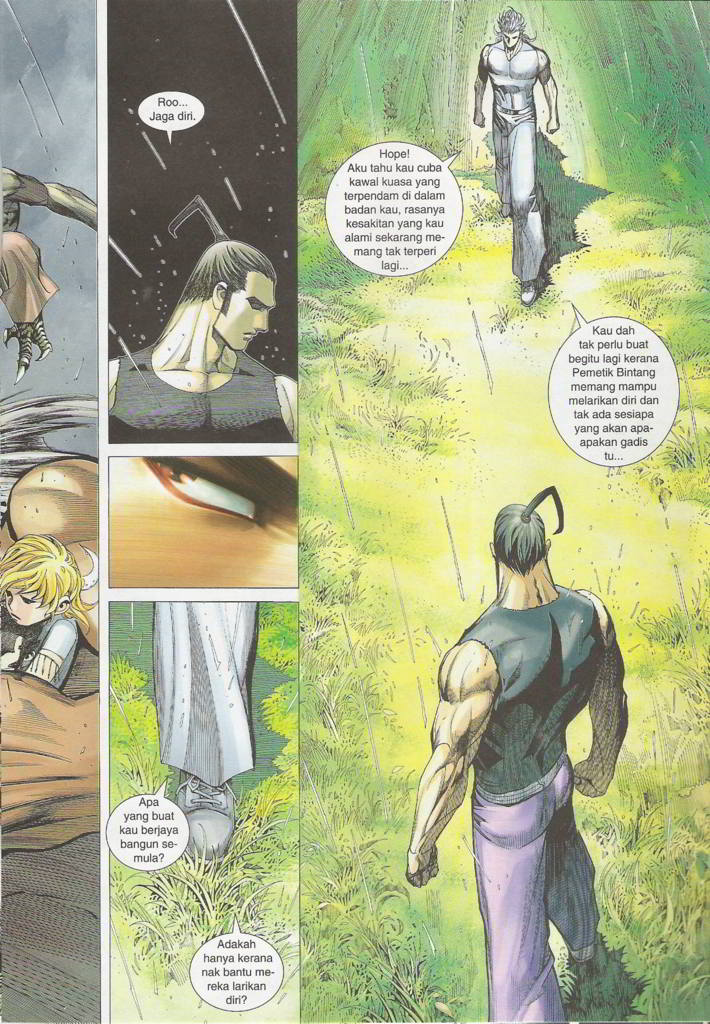 Roo...
Jaga diri.
Apa
yang buat
kau berjaya
bangun se-
mula?
Adakah
hanya kerana
nak bantu me-
reka larikan
diri?
Hope!
Aku tahu kau cuba
kawal kuasa yang
terpendam di dalam
badan kau, rasanya
kesakitan yang kau
alami sekarang me-
mang tak terperi
lagi...
Kau dah
tak perlu buat
begitu lagi kerana
Pemetik Bintang
memang mampu
melarikan diri dan
tak ada sesiapa
yang akan apa-
apakan gadis
tu...